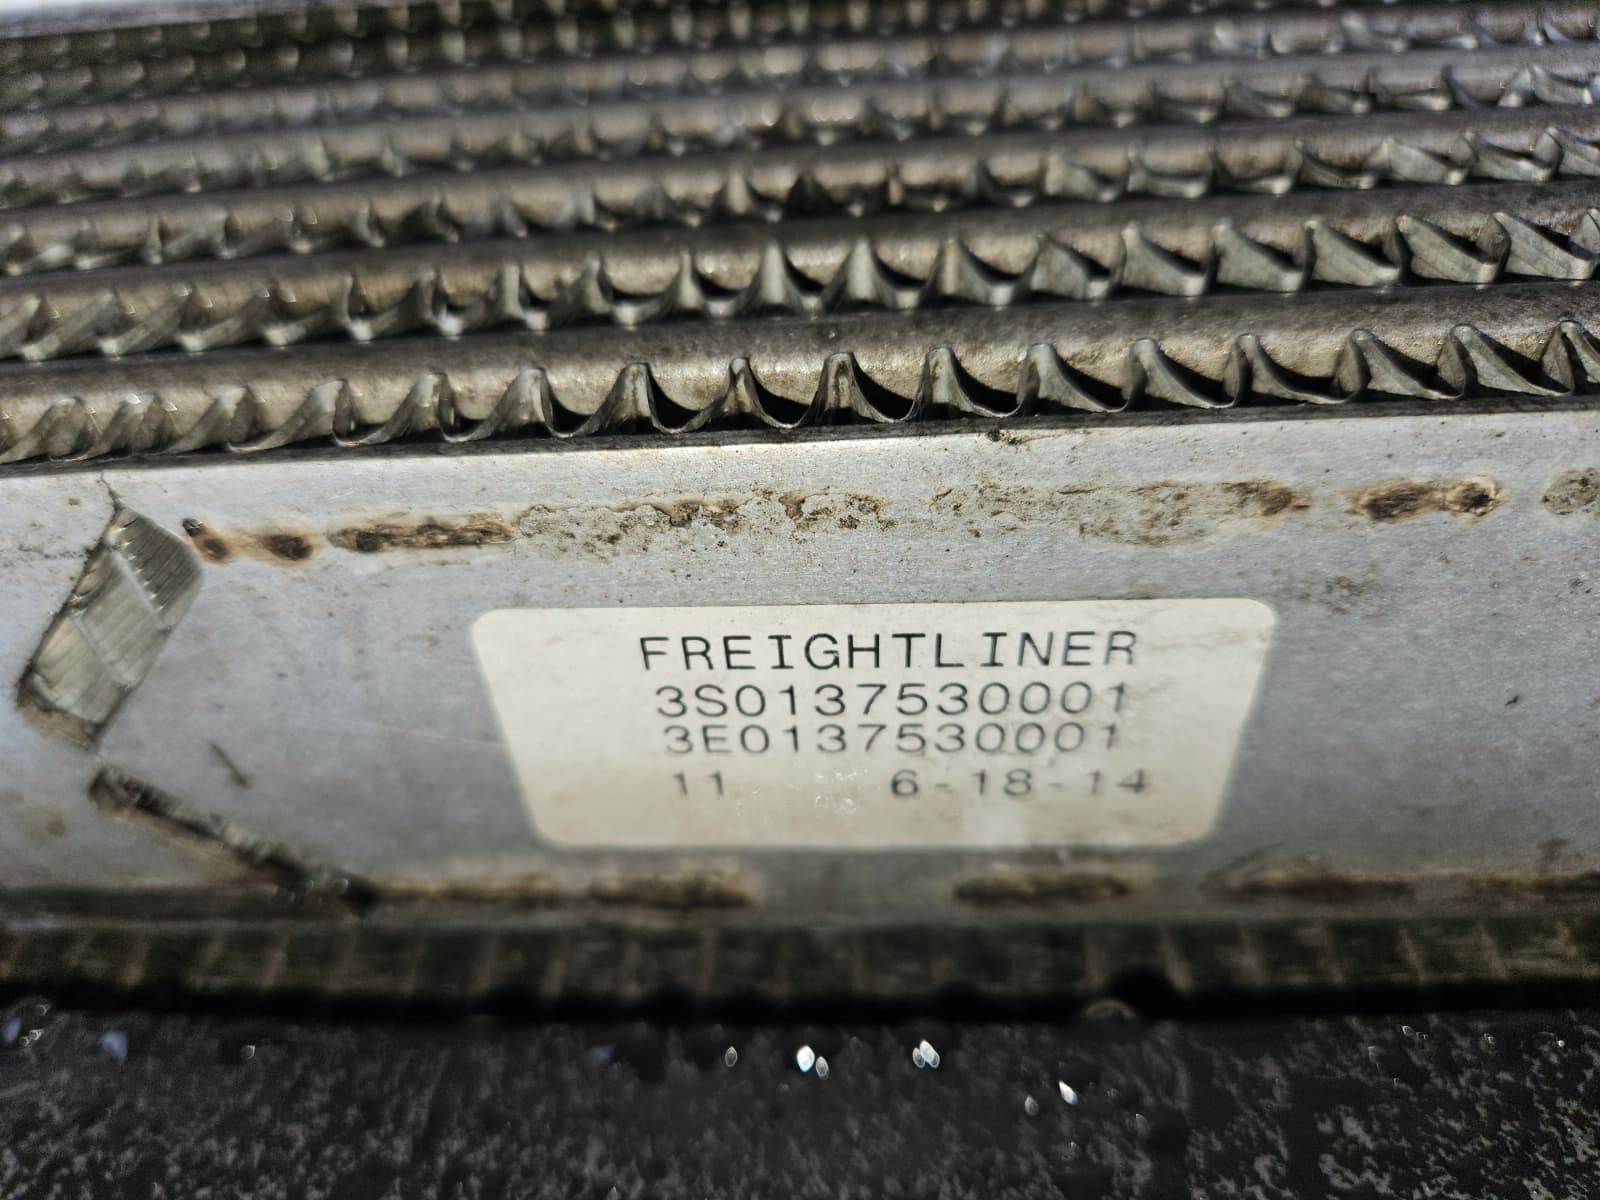 FREIGHTLINER
3S0137530001
3E0137530001
11 6-18-14